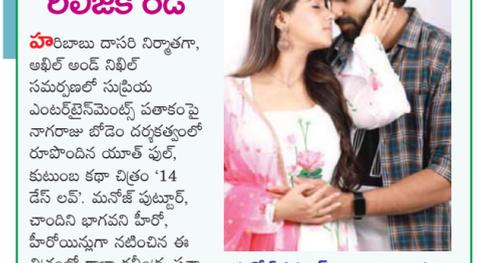 రిలీజ్‌కి రెడీ
హరిబాబు దాసరి నిర్మాతగా,
అఖిల్ అండ్ నిఖిల్
సమర్పణలో సుప్రియ
ఎంటర్‌టైన్‌మెంట్స్ పతాకంపై
నాగరాజు బోడెం దర్శకత్వంలో
రూపొందిన యూత్ ఫుల్,
కుటుంబ కథా చిత్రం ‘14
డేస్ లవ్’. మనోజ్ పుట్టూర్,
చాందిని భాగవని హీరో,
హీరోయిన్లుగా నటించిన ఈ